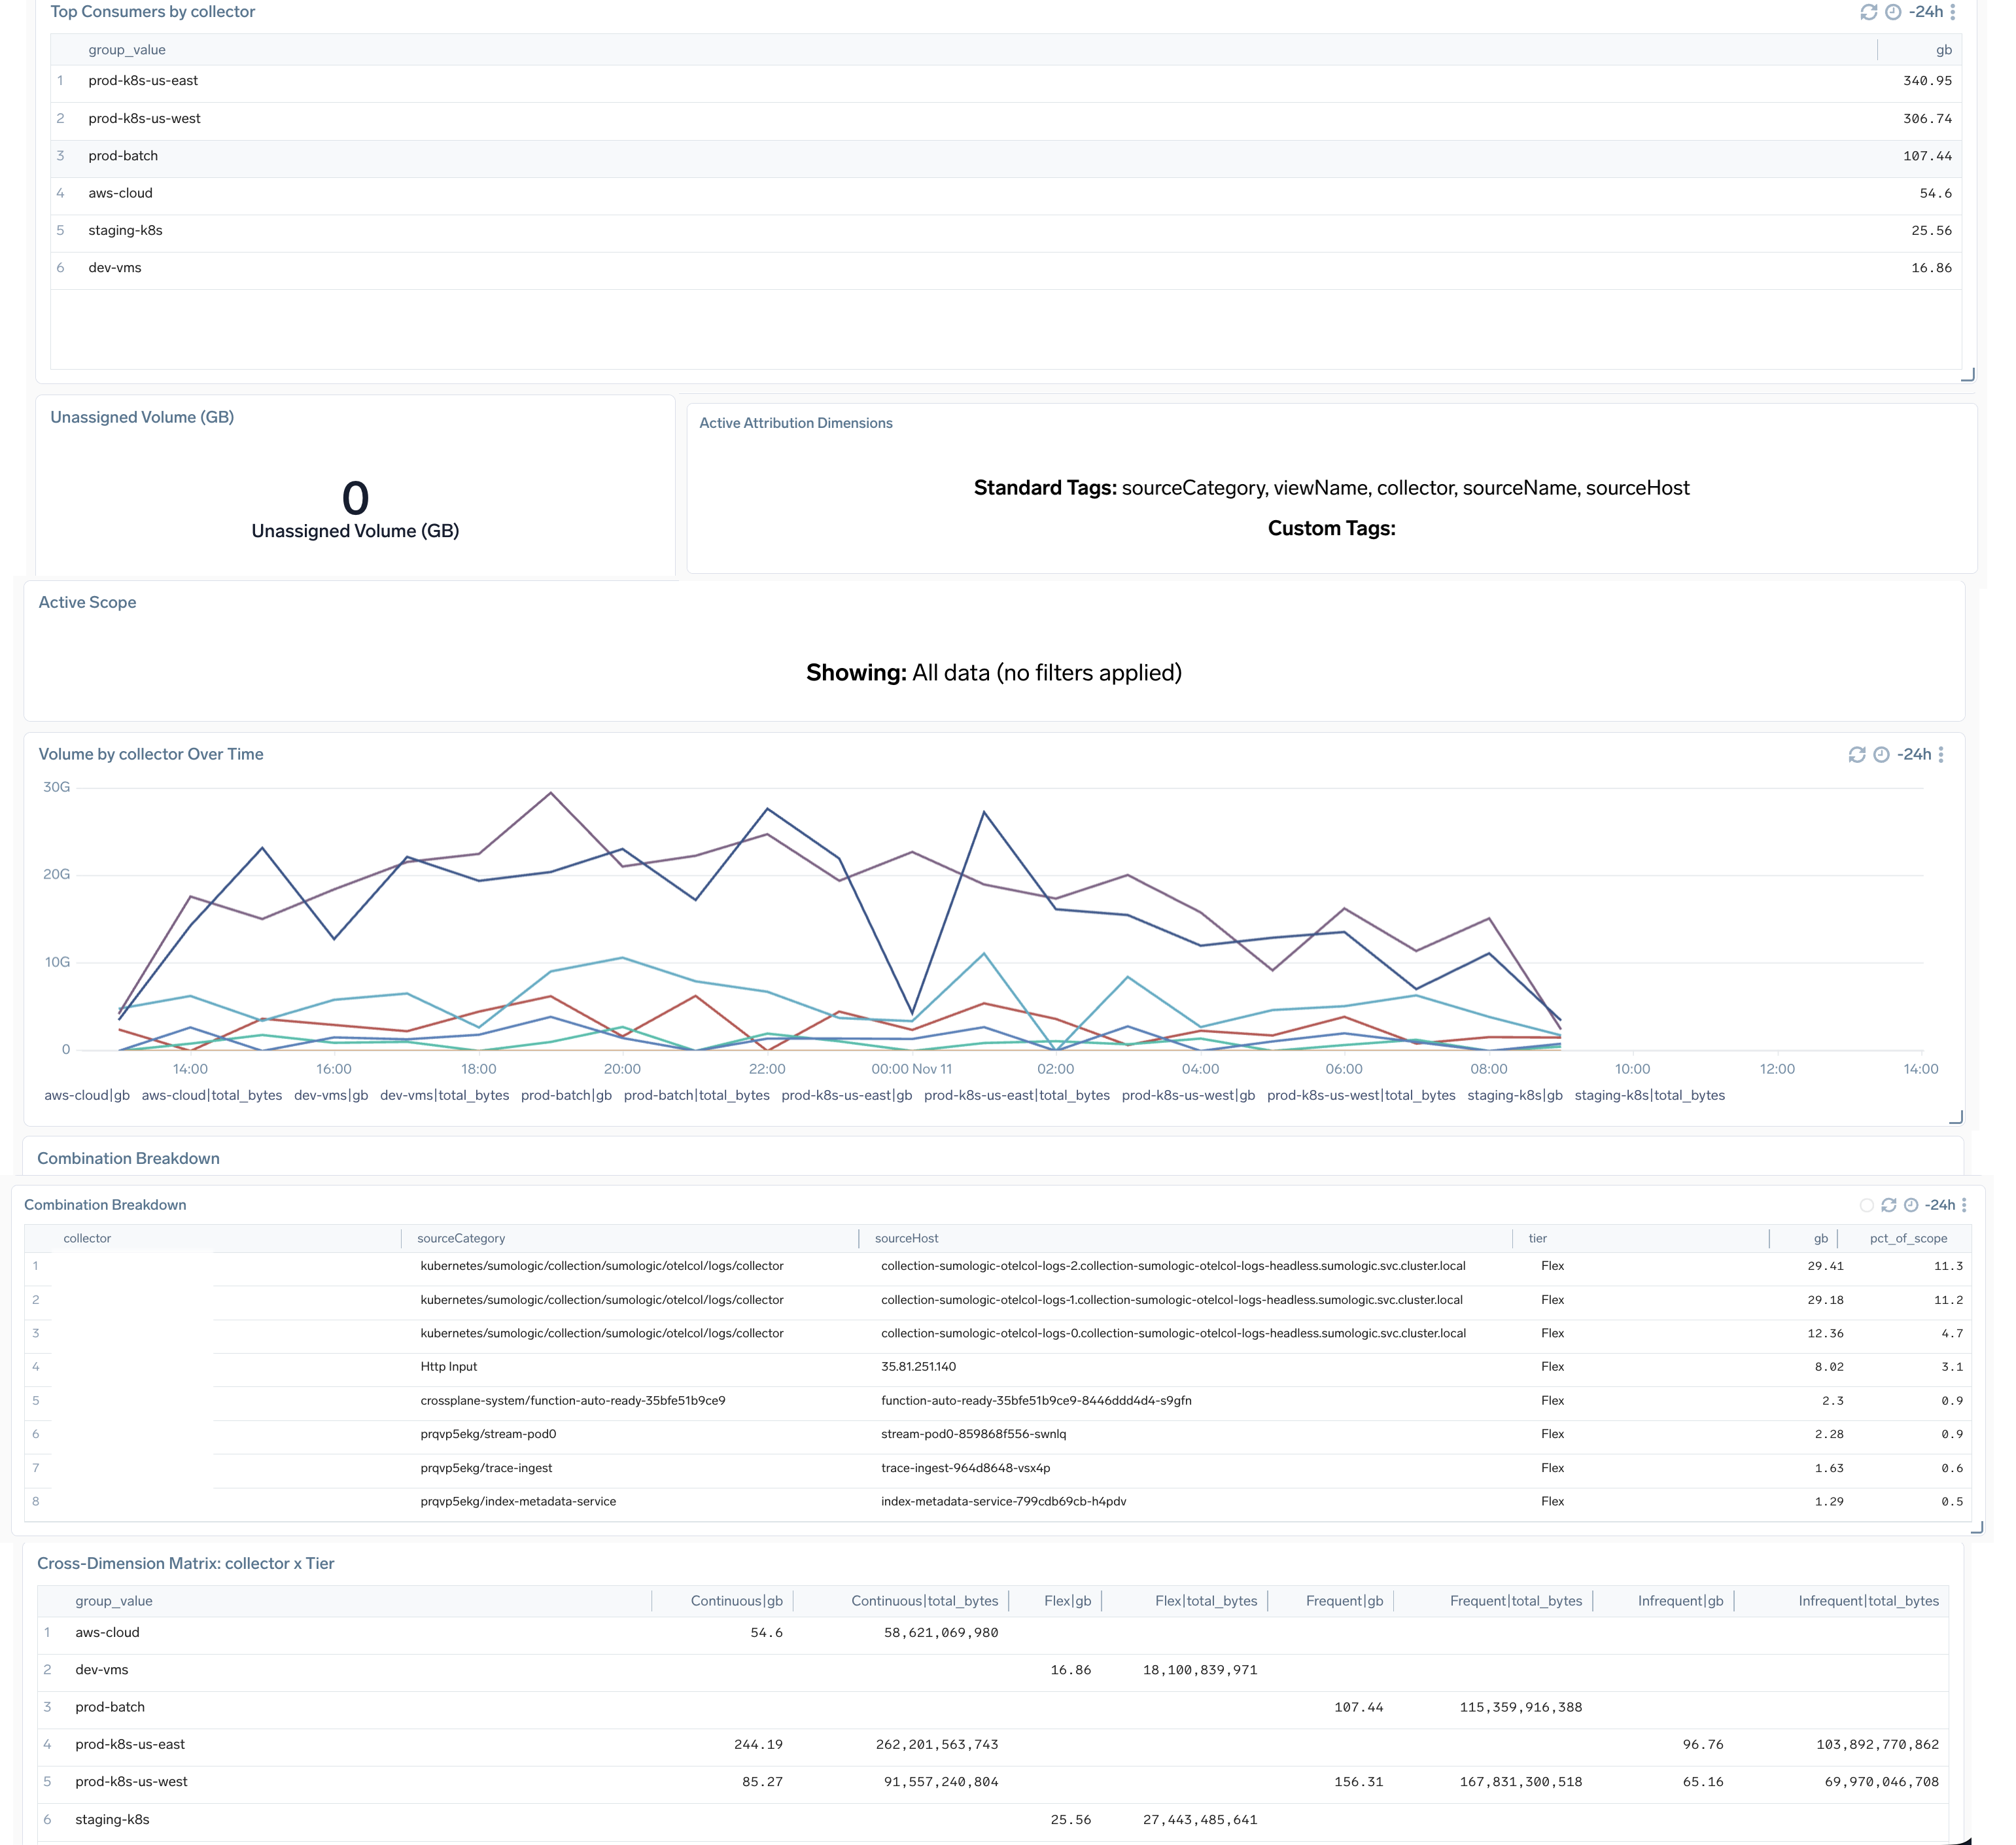 Top Consumers by collector -24h
group_value gb
1 prod-k8s-us-east 340.95
2 prod-k8s-us-west 306.74
3 prod-batch 107.44
4 aws-cloud 54.6
5 staging-k8s 25.56
6 dev-vms 16.86
Unassigned Volume (GB)
0
Unassigned Volume (GB)
Active Attribution Dimensions
Standard Tags: sourceCategory, viewName, collector, sourceName, sourceHost
Custom Tags:
Active Scope
Showing: All data (no filters applied)
Volume by collector Over Time -24h
30G
20G
10G
0
14:00 16:00 18:00 20:00 22:00 00:00 Nov 11 02:00 04:00 06:00 08:00 10:00 12:00 14:00
aws-cloud|gb aws-cloud|total_bytes dev-vms|gb dev-vms|total_bytes prod-batch|gb prod-batch|total_bytes prod-k8s-us-east|gb prod-k8s-us-east|total_bytes prod-k8s-us-west|gb prod-k8s-us-west|total_bytes staging-k8s|gb staging-k8s|total_bytes
Combination Breakdown
Combination Breakdown -24h
collector sourceCategory sourceHost tier gb pct_of_scope
1 kubernetes/sumologic/collection/sumologic/otelcol/logs/collector collection-sumologic-otelcol-logs-2.collection-sumologic-otelcol-logs-headless.sumologic.svc.cluster.local Flex 29.41 11.3
2 kubernetes/sumologic/collection/sumologic/otelcol/logs/collector collection-sumologic-otelcol-logs-1.collection-sumologic-otelcol-logs-headless.sumologic.svc.cluster.local Flex 29.18 11.2
3 kubernetes/sumologic/collection/sumologic/otelcol/logs/collector collection-sumologic-otelcol-logs-0.collection-sumologic-otelcol-logs-headless.sumologic.svc.cluster.local Flex 12.36 4.7
4 Http Input 35.81.251.140 Flex 8.02 3.1
5 crossplane-system/function-auto-ready-35bfe51b9ce9 function-auto-ready-35bfe51b9ce9-8446ddd4d4-s9gfn Flex 2.3 0.9
6 prqvp5ekg/stream-pod0 stream-pod0-859868f556-swnlq Flex 2.28 0.9
7 prqvp5ekg/trace-ingest trace-ingest-964d8648-vsx4p Flex 1.63 0.6
8 prqvp5ekg/index-metadata-service index-metadata-service-799cdb69cb-h4pdv Flex 1.29 0.5
Cross-Dimension Matrix: collector x Tier
group_value Continuous|gb Continuous|total_bytes Flex|gb Flex|total_bytes Frequent|gb Frequent|total_bytes Infrequent|gb Infrequent|total_bytes
1 aws-cloud 54.6 58,621,069,980
2 dev-vms 16.86 18,100,839,971
3 prod-batch 107.44 115,359,916,388
4 prod-k8s-us-east 244.19 262,201,563,743 96.76 103,892,770,862
5 prod-k8s-us-west 85.27 91,557,240,804 156.31 167,831,300,518 65.16 69,970,046,708
6 staging-k8s 25.56 27,443,485,641